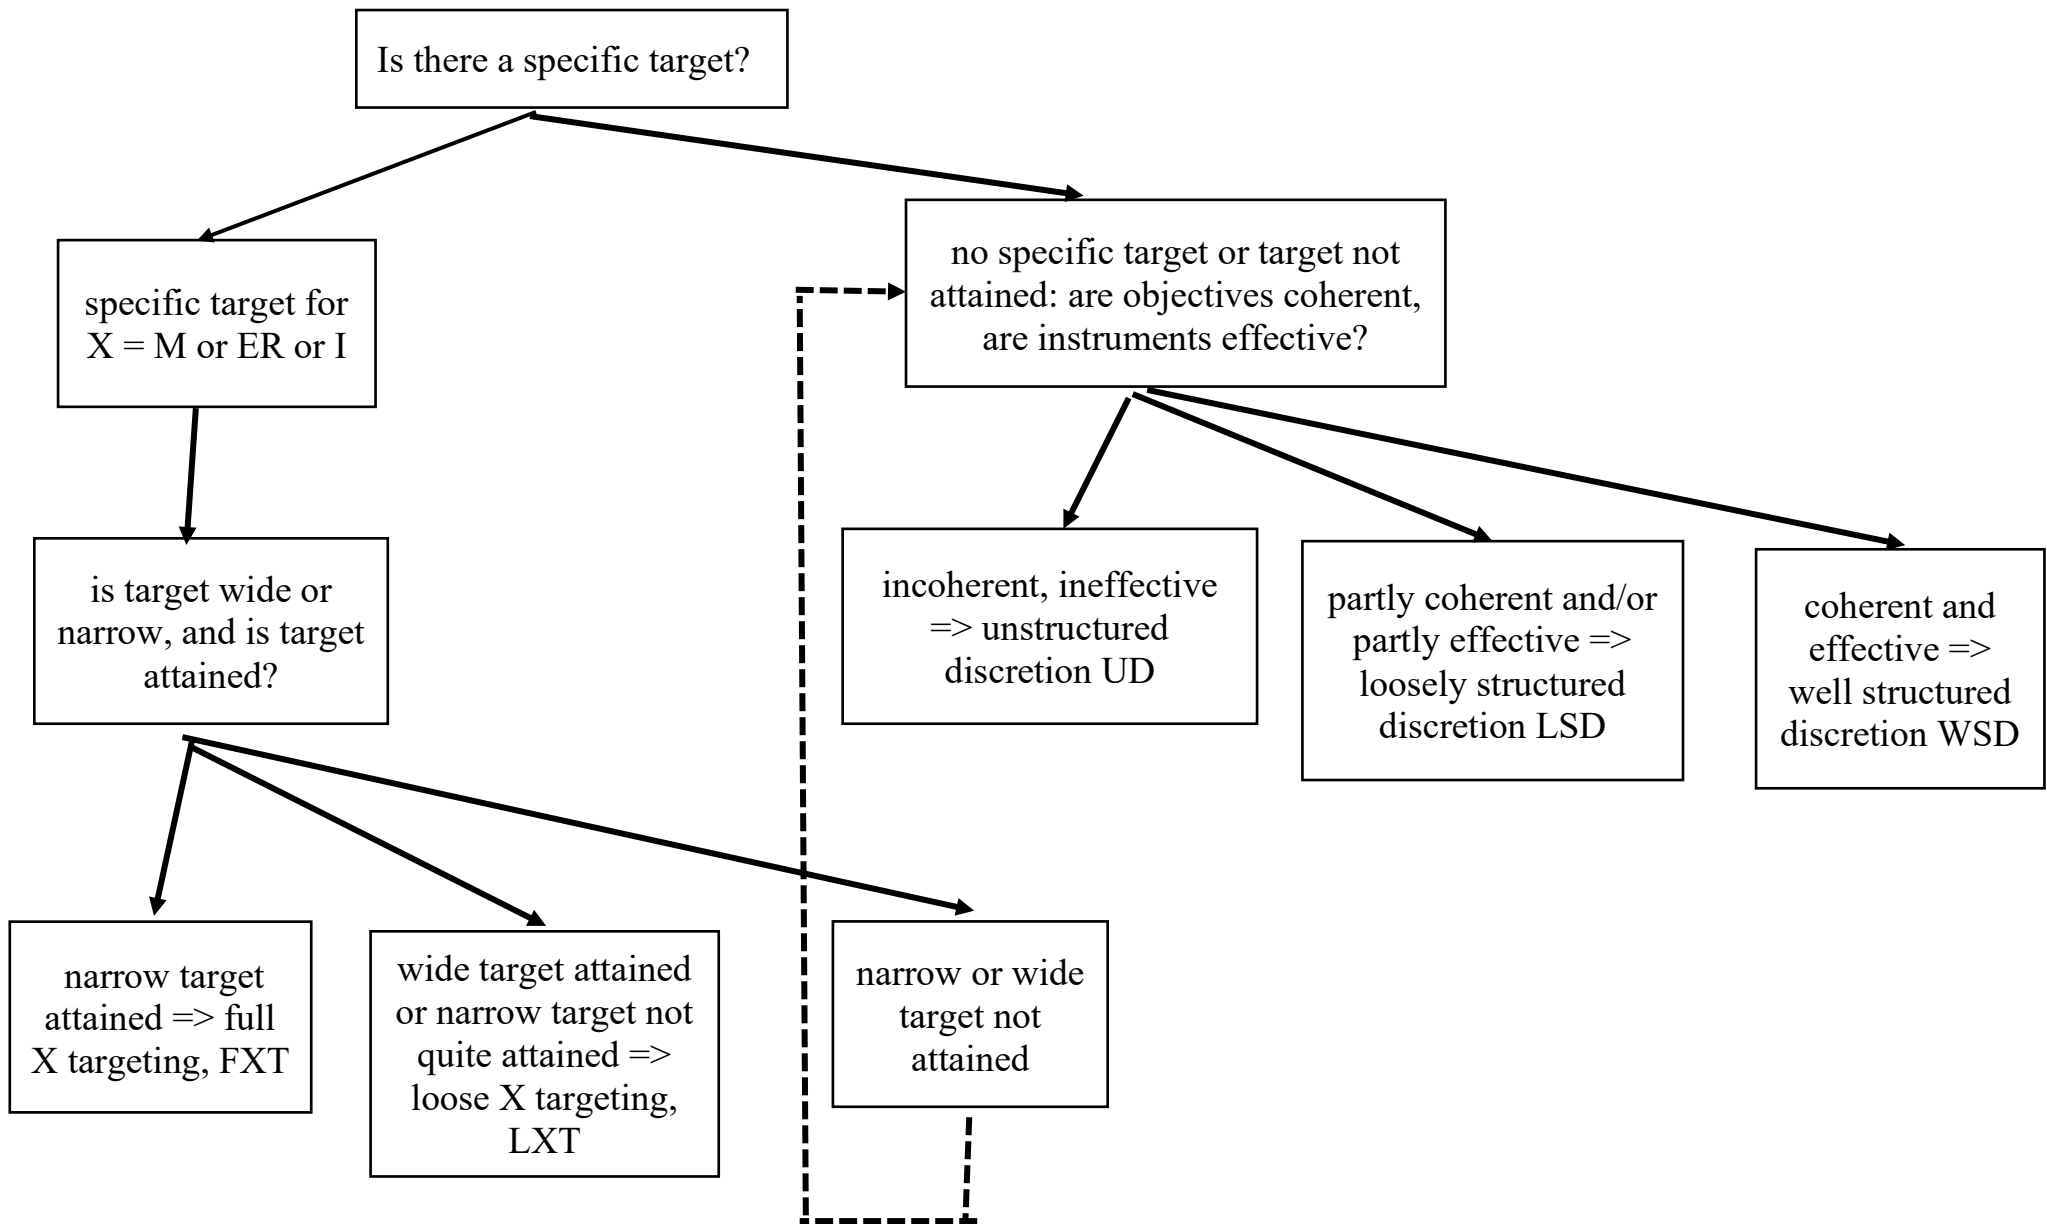 Is there a specific target?
specific target for
X = M or ER or I
no specific target or target not
attained: are objectives coherent,
are instruments effective?
is target wide or
narrow, and is target
attained?
incoherent, ineffective
=> unstructured
discretion UD
partly coherent and/or
partly effective =>
loosely structured
discretion LSD
coherent and
effective =>
well structured
discretion WSD
narrow target
attained => full
X targeting, FXT
wide target attained
or narrow target not
quite attained =>
loose X targeting,
LXT
narrow or wide
target not
attained